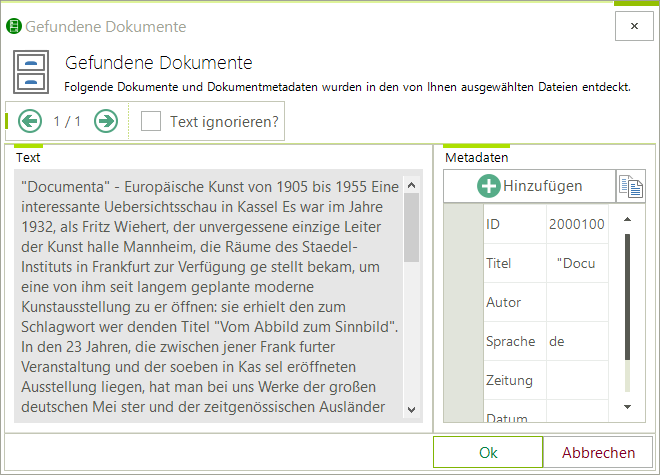 Gefundene Dokumente
Gefundene Dokumente
Folgende Dokumente und Dokumentmetadaten wurden in den von Ihnen ausgewählten Dateien entdeckt.
1 / 1
Text ignorieren?
Text
"Documenta" - Europäische Kunst von 1905 bis 1955 Eine
interessante Uebersichtsschau in Kassel Es war im Jahre
1932, als Fritz Wiehert, der unvergessene einzige Leiter
der Kunst halle Mannheim, die Räume des Staedel-
Instituts in Frankfurt zur Verfügung ge stellt bekam, um
eine von ihm seit langem geplante moderne
Kunstausstellung zu er öffnen: sie erhielt den zum
Schlagwort wer denden Titel "Vom Abbild zum Sinnbild".
In den 23 Jahren, die zwischen jener Frank furter
Veranstaltung und der soeben in Kas sel eröffneten
Ausstellung liegen, hat man bei uns Werke der großen
deutschen Mei ster und der zeitgenössischen Ausländer
Metadaten
Hinzufügen
ID 2000100
Titel "Docu
Autor
Sprache de
Zeitung
Datum
Ok
Abbrechen